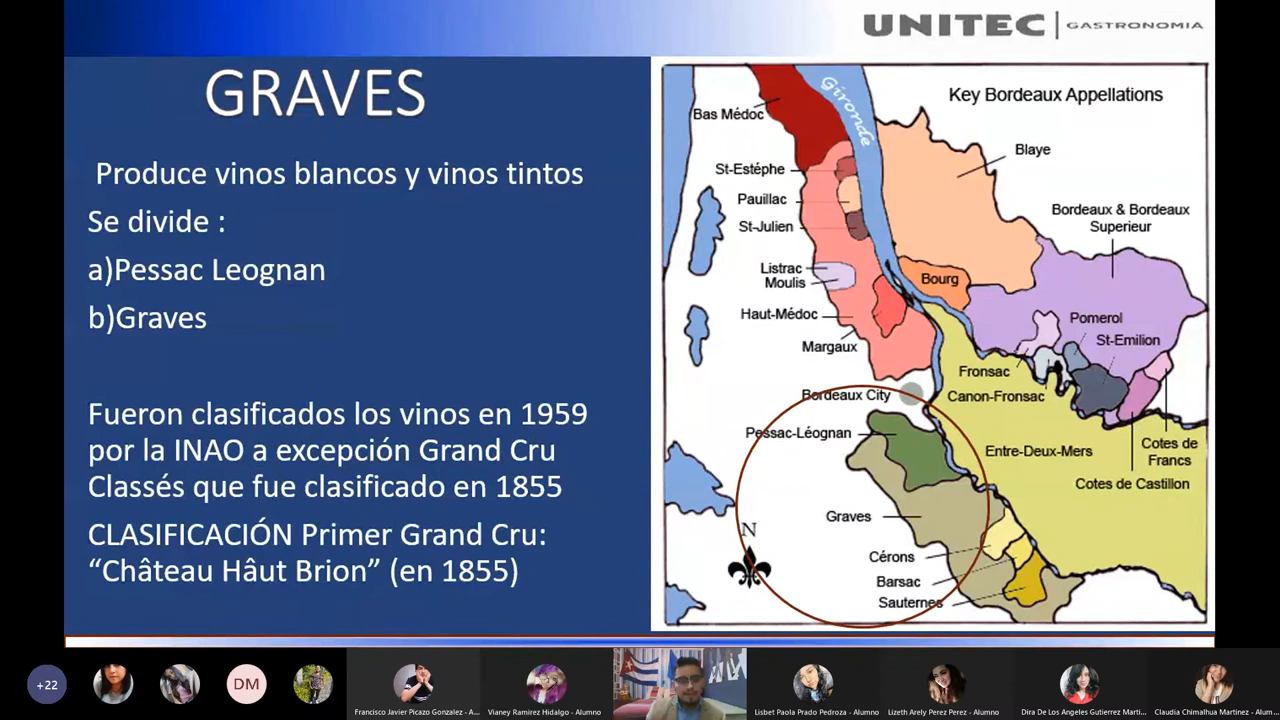 UNITEC | GASTRONOMIA
GRAVES
Produce vinos blancos y vinos tintos
Se divide :
a)Pessac Leognan
b)Graves
Fueron clasificados los vinos en 1959
por la INAO a excepción Grand Cru
Classés que fue clasificado en 1855
CLASIFICACIÓN Primer Grand Cru:
“Château Hâut Brion” (en 1855)
Key Bordeaux Appellations
Gironde
Bas Médoc
Blaye
St-Estéphe
Pauillac
St-Julien
Bordeaux & Bordeaux
Superieur
Listrac
Moulis
Bourg
Haut-Médoc
Margaux
Pomerol
St-Emilion
Fronsac
Canon-Fronsac
Bordeaux City
Pessac-Léognan
Entre-Deux-Mers
Cotes de
Francs
Cotes de Castillon
Graves
N
Cérons
Barsac
Sauternes
+22
DM
Francisco Javier Picazo Gonzalez - A...
Vianey Ramirez Hidalgo - Alumno
Lisbet Paola Prado Pedroza - Alumno
Lizeth Arely Perez Perez - Alumno
Dira De Los Angeles Gutierrez Marti...
Claudia Chimalhua Martinez - Alum...